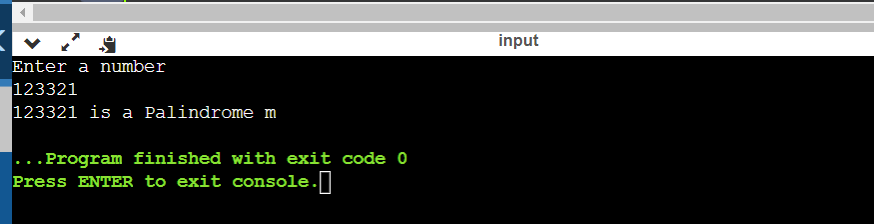 input
Enter a number
123321
123321 is a Palindrome m
...Program finished with exit code 0
Press ENTER to exit console.